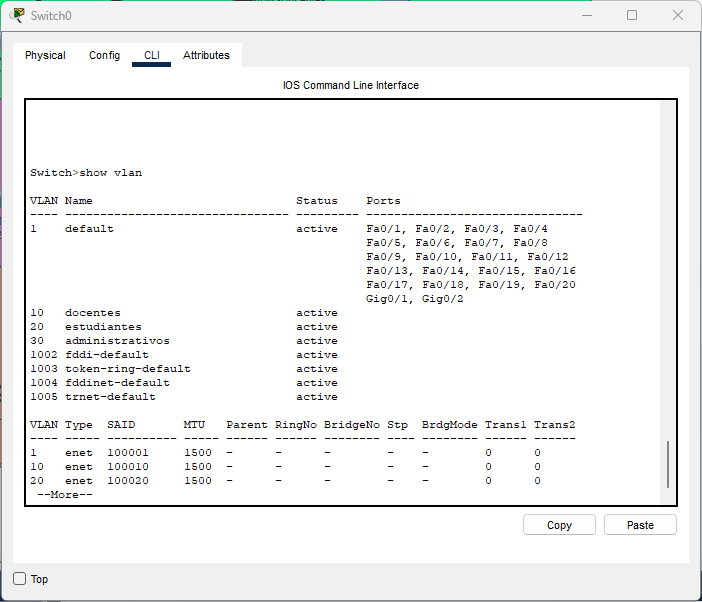 Switch0
Physical Config CLI Attributes
IOS Command Line Interface
Switch>show vlan
VLAN Name                             Status    Ports
---- -------------------------------- --------- -------------------------------
1    default                          active    Fa0/1, Fa0/2, Fa0/3, Fa0/4
                                                Fa0/5, Fa0/6, Fa0/7, Fa0/8
                                                Fa0/9, Fa0/10, Fa0/11, Fa0/12
                                                Fa0/13, Fa0/14, Fa0/15, Fa0/16
                                                Fa0/17, Fa0/18, Fa0/19, Fa0/20
                                                Gig0/1, Gig0/2
10   docentes                         active
20   estudiantes                      active
30   administrativos                  active
1002 fddi-default                     active
1003 token-ring-default               active
1004 fddinet-default                  active
1005 trnet-default                    active
VLAN Type  SAID       MTU   Parent RingNo BridgeNo Stp  BrdgMode Trans1 Trans2
---- ----- ---------- ----- ------ ------ -------- ---- -------- ------ ------
1    enet  100001     1500  -      -      -        -    -        0      0
10   enet  100010     1500  -      -      -        -    -        0      0
20   enet  100020     1500  -      -      -        -    -        0      0
 --More--
Copy Paste
Top